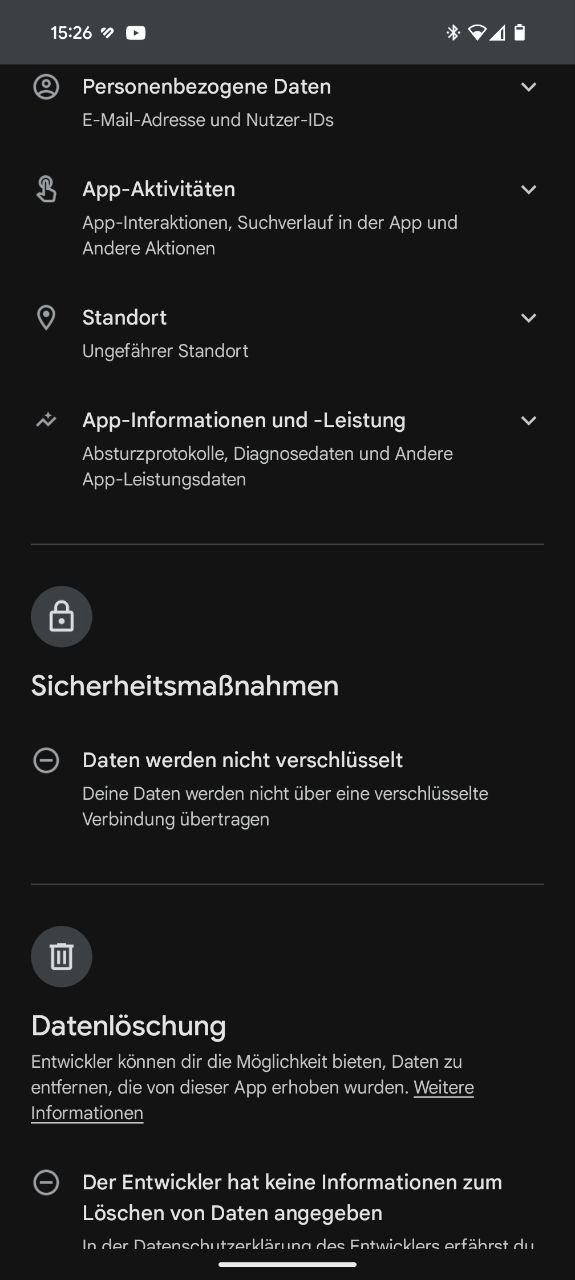 15:26
Personenbezogene Daten
E-Mail-Adresse und Nutzer-IDs
App-Aktivitäten
App-Interaktionen, Suchverlauf in der App und
Andere Aktionen
Standort
Ungefährer Standort
App-Informationen und -Leistung
Absturzprotokolle, Diagnosedaten und Andere
App-Leistungsdaten
Sicherheitsmaßnahmen
Daten werden nicht verschlüsselt
Deine Daten werden nicht über eine verschlüsselte
Verbindung übertragen
Datenlöschung
Entwickler können dir die Möglichkeit bieten, Daten zu
entfernen, die von dieser App erhoben wurden. Weitere
Informationen
Der Entwickler hat keine Informationen zum
Löschen von Daten angegeben
In der Datenschutzerklärung des Entwicklers erfährst du